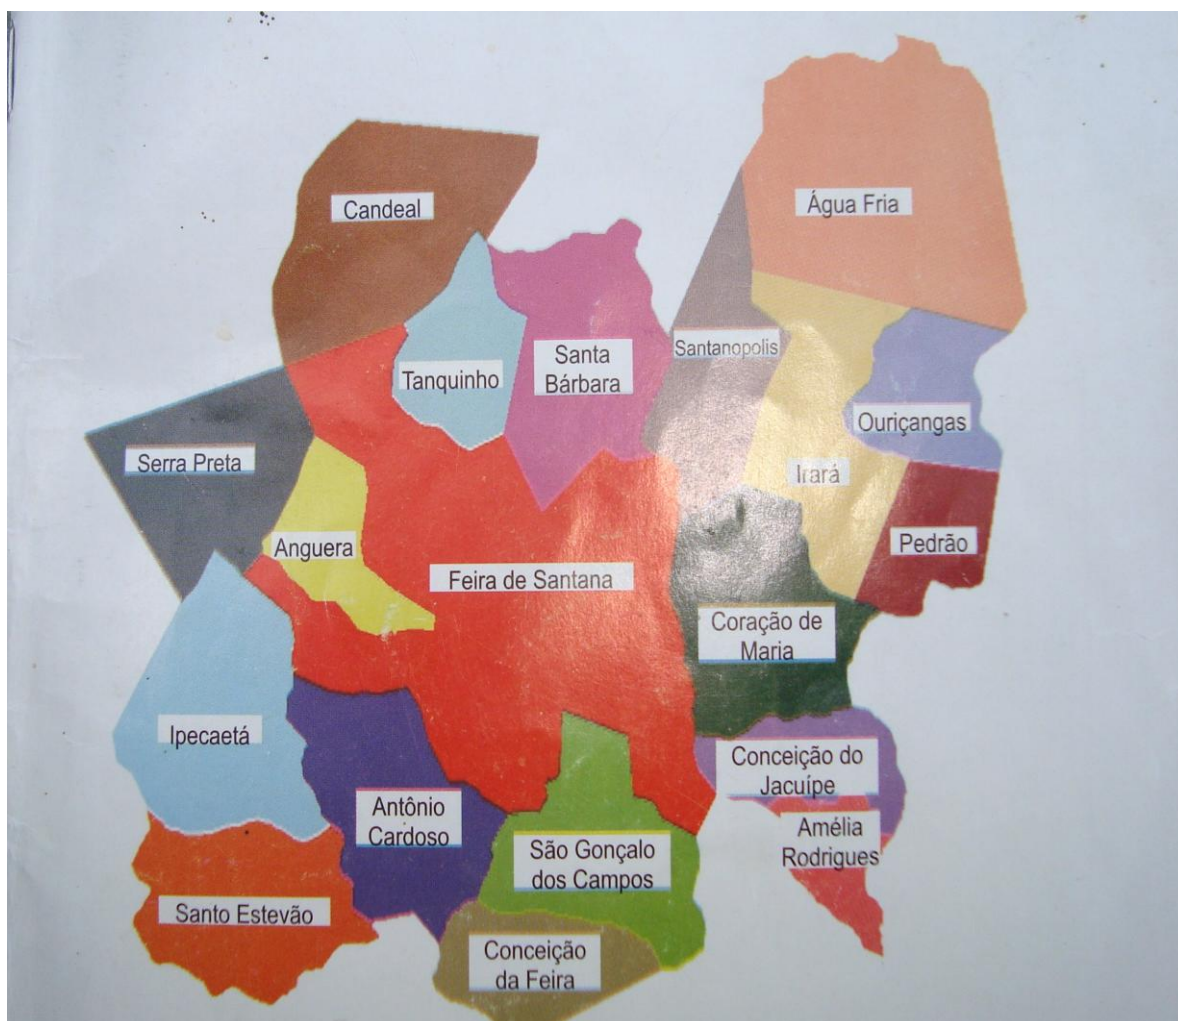 Água Fria
Candeal
Santanopolis
Santa
Bárbara
Tanquinho
Ouriçangas
Serra Preta
Irará
Anguera
Pedrão
Feira de Santana
Coração de
Maria
Ipecaetá
Conceição do
Jacuípe
Antônio
Cardoso
Amélia
Rodrigues
São Gonçalo
dos Campos
Santo Estevão
Conceição
da Feira